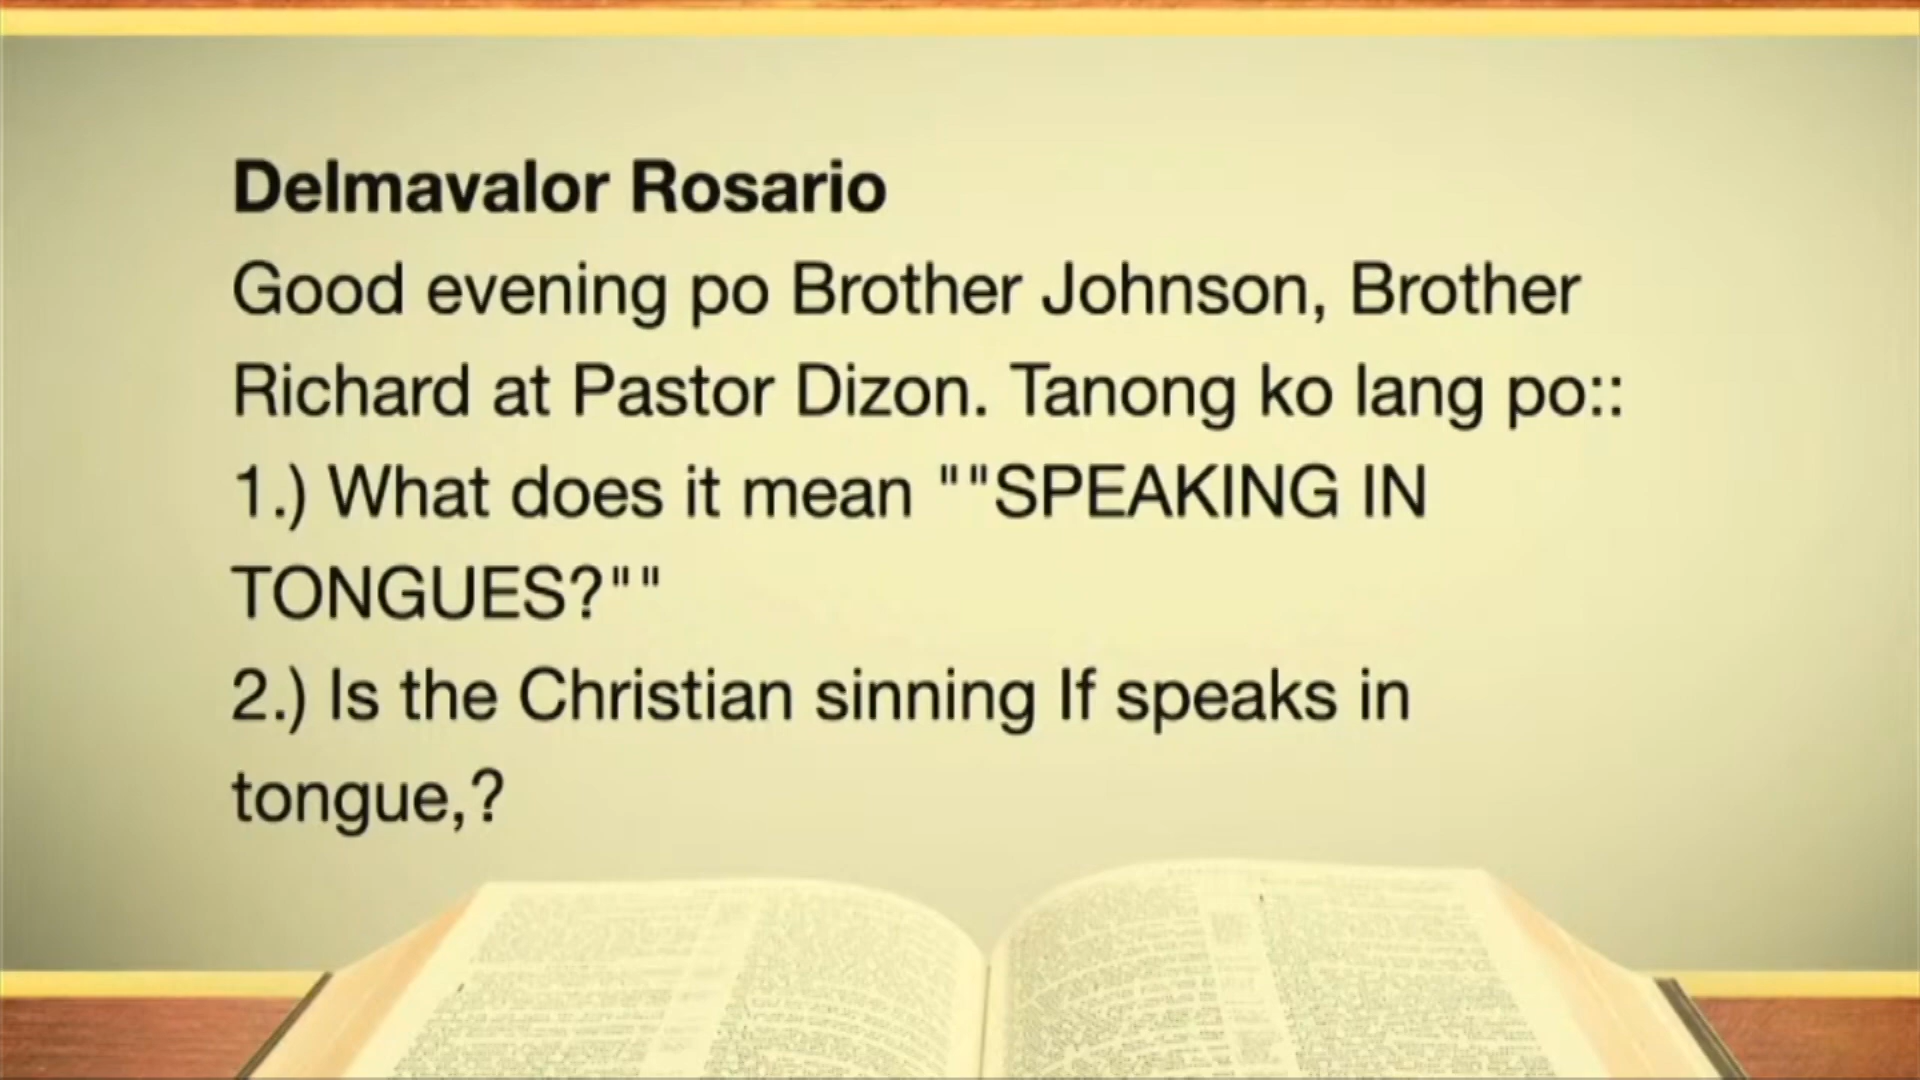 Delmavalor Rosario
Good evening po Brother Johnson, Brother
Richard at Pastor Dizon. Tanong ko lang po::
1.) What does it mean ""SPEAKING IN
TONGUES?""
2.) Is the Christian sinning If speaks in
tongue,?